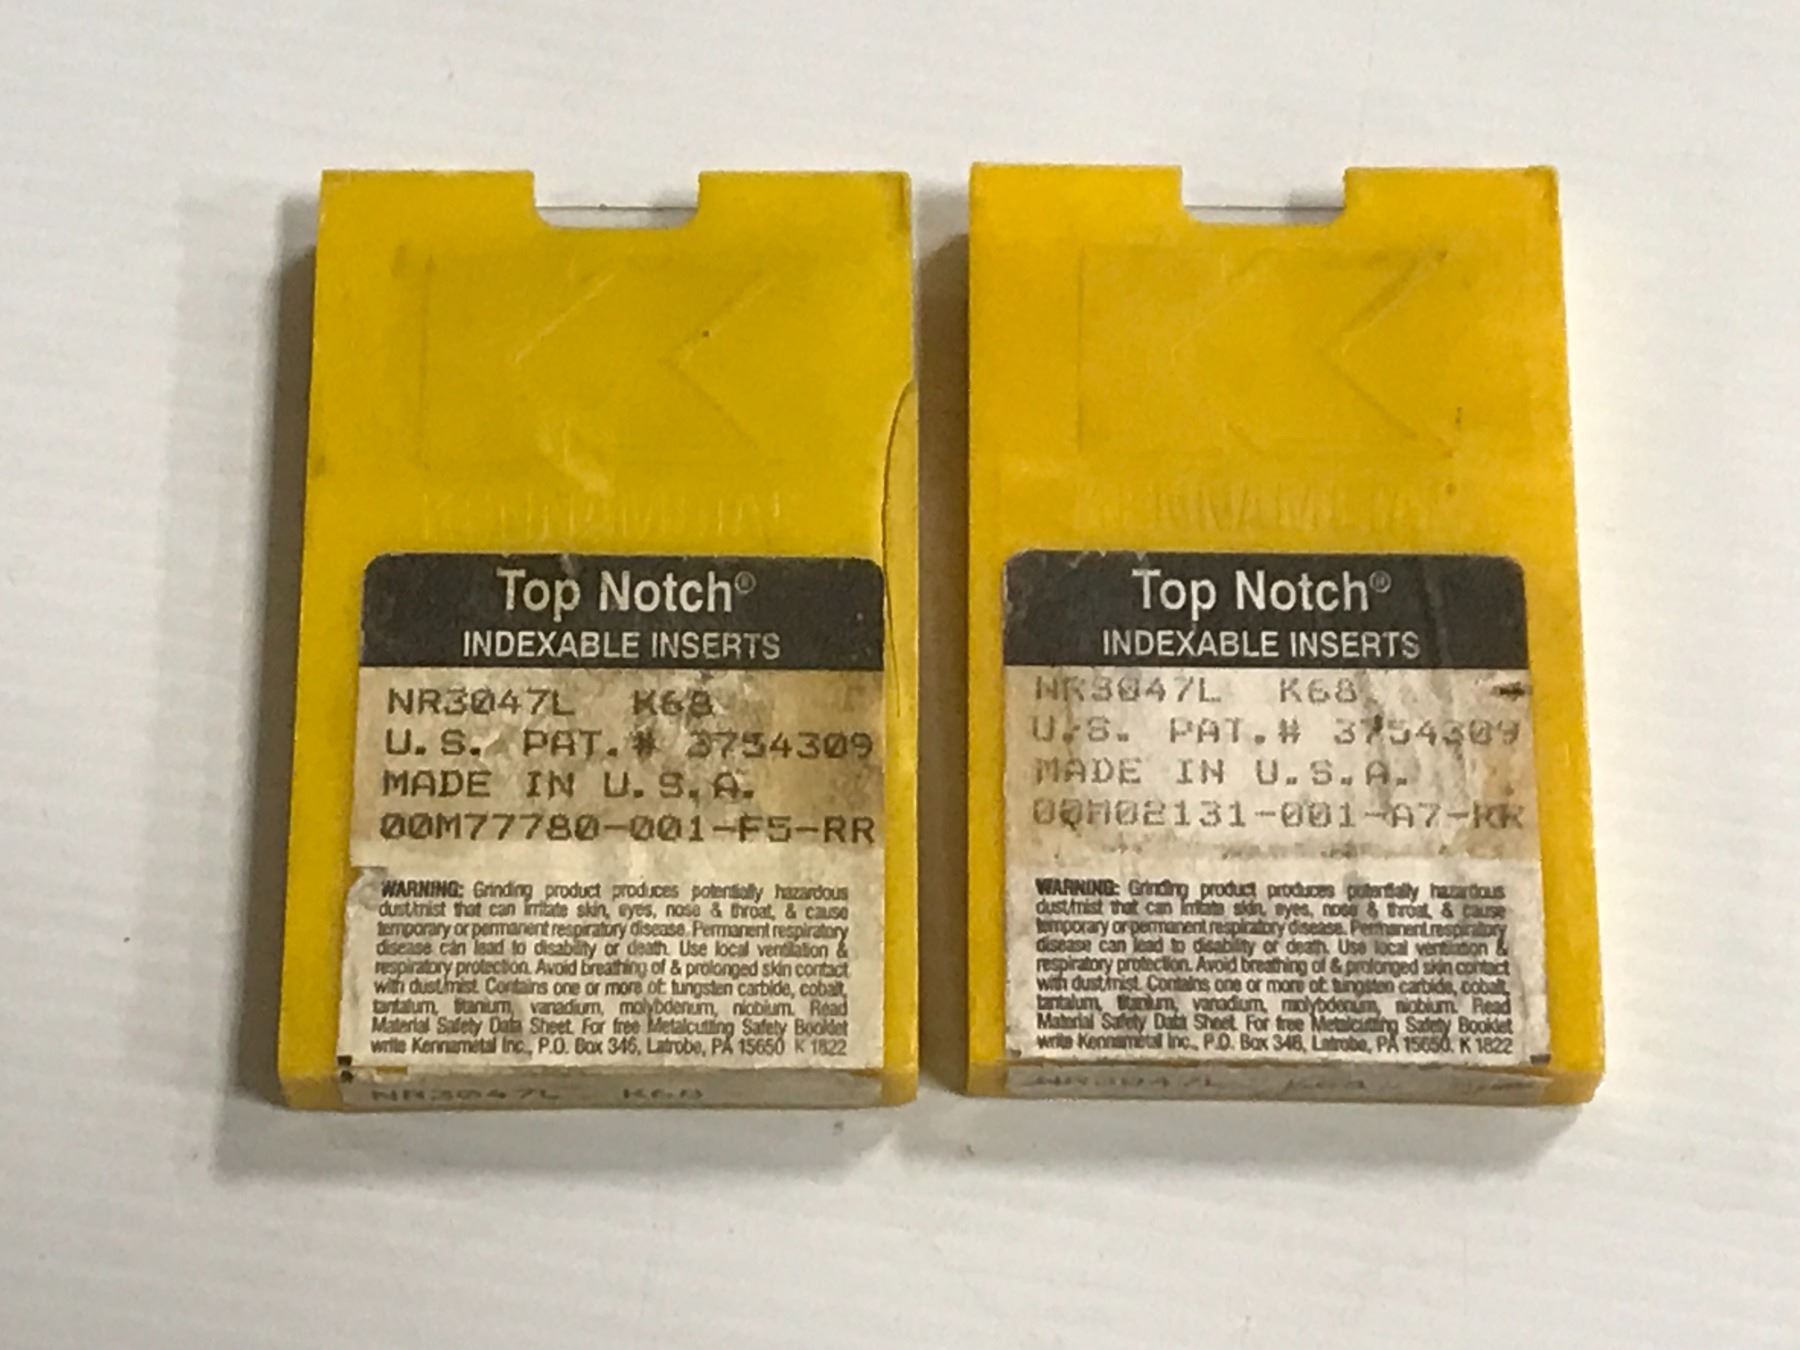 KENNAMETAL
Top Notch®
INDEXABLE INSERTS
NR3047L K68
U.S. PAT.# 3754309
MADE IN U.S.A.
00M77780-001-F5-RR
WARNING: Grinding product produces potentially hazardous
dust/mist that can irritate skin, eyes, nose & throat, & cause
temporary or permanent respiratory disease. Permanent respiratory
disease can lead to disability or death. Use local ventilation &
respiratory protection. Avoid breathing of & prolonged skin contact
with dust/mist. Contains one or more of: tungsten carbide, cobalt,
tantalum, titanium, vanadium, molybdenum, niobium. Read
Material Safety Data Sheet. For free Metalcutting Safety Booklet
write Kennametal Inc., P.O. Box 346, Latrobe, PA 15650 K 1822
NR3047L K68
KENNAMETAL
Top Notch®
INDEXABLE INSERTS
NR3047L K68
U.S. PAT.# 3754309
MADE IN U.S.A.
00M02131-001-A7-RR
WARNING: Grinding product produces potentially hazardous
dust/mist that can irritate skin, eyes, nose & throat, & cause
temporary or permanent respiratory disease. Permanent respiratory
disease can lead to disability or death. Use local ventilation &
respiratory protection. Avoid breathing of & prolonged skin contact
with dust/mist. Contains one or more of: tungsten carbide, cobalt,
tantalum, titanium, vanadium, molybdenum, niobium. Read
Material Safety Data Sheet. For free Metalcutting Safety Booklet
write Kennametal Inc., P.O. Box 346, Latrobe, PA 15650. K 1822
NR3047L K68